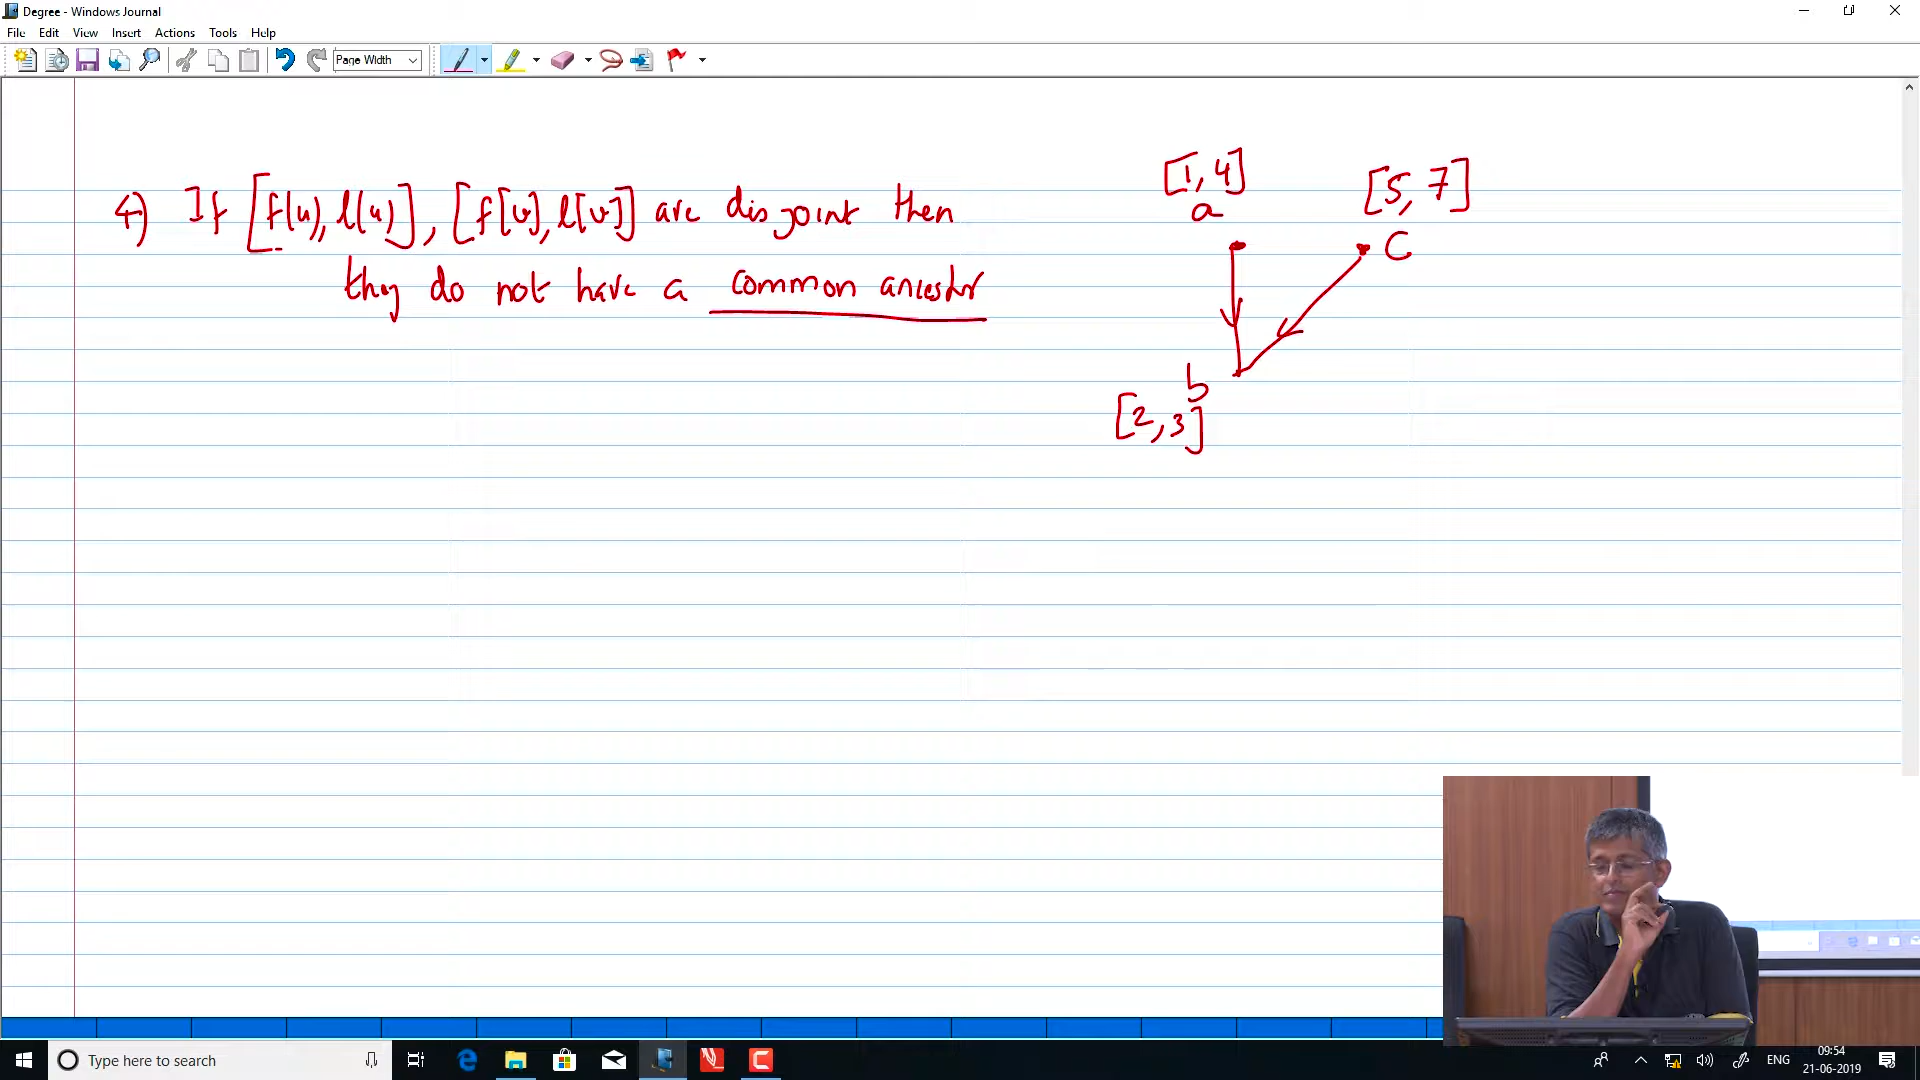 Degree - Windows Journal
File Edit View Insert Actions Tools Help
Page Width
4) If [f(u), l(u)], [f[v], l[v]] are disjoint then
they do not have a common ancestor
[1, 4]
a
[5, 7]
C
b
[2, 3]
Type here to search
ENG
09:54
21-06-2019